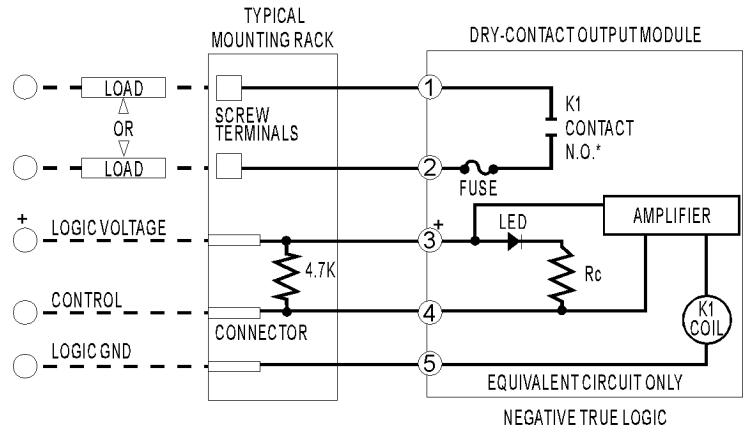 TYPICAL
MOUNTING RACK
DRY-CONTACT OUTPUT MODULE
LOAD
1
K1
CONTACT
N.O.*
SCREW
TERMINALS
OR
LOAD
2
FUSE
AMPLIFIER
+
LOGIC VOLTAGE
3
+
LED
4.7K
Rc
CONTROL
4
K1
COIL
CONNECTOR
LOGIC GND
5
EQUIVALENT CIRCUIT ONLY
NEGATIVE TRUE LOGIC